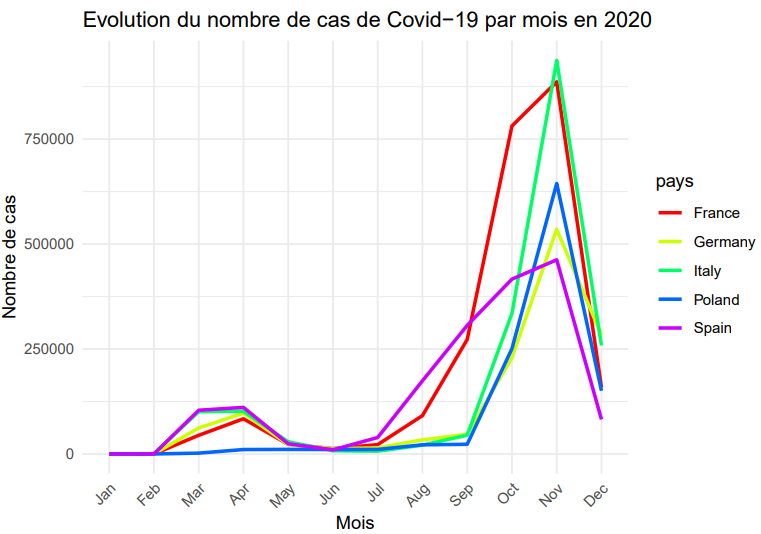 Evolution du nombre de cas de Covid−19 par mois en 2020
Nombre de cas
750000
500000
250000
0
Jan
Feb
Mar
Apr
May
Jun
Jul
Aug
Sep
Oct
Nov
Dec
Mois
pays
France
Germany
Italy
Poland
Spain